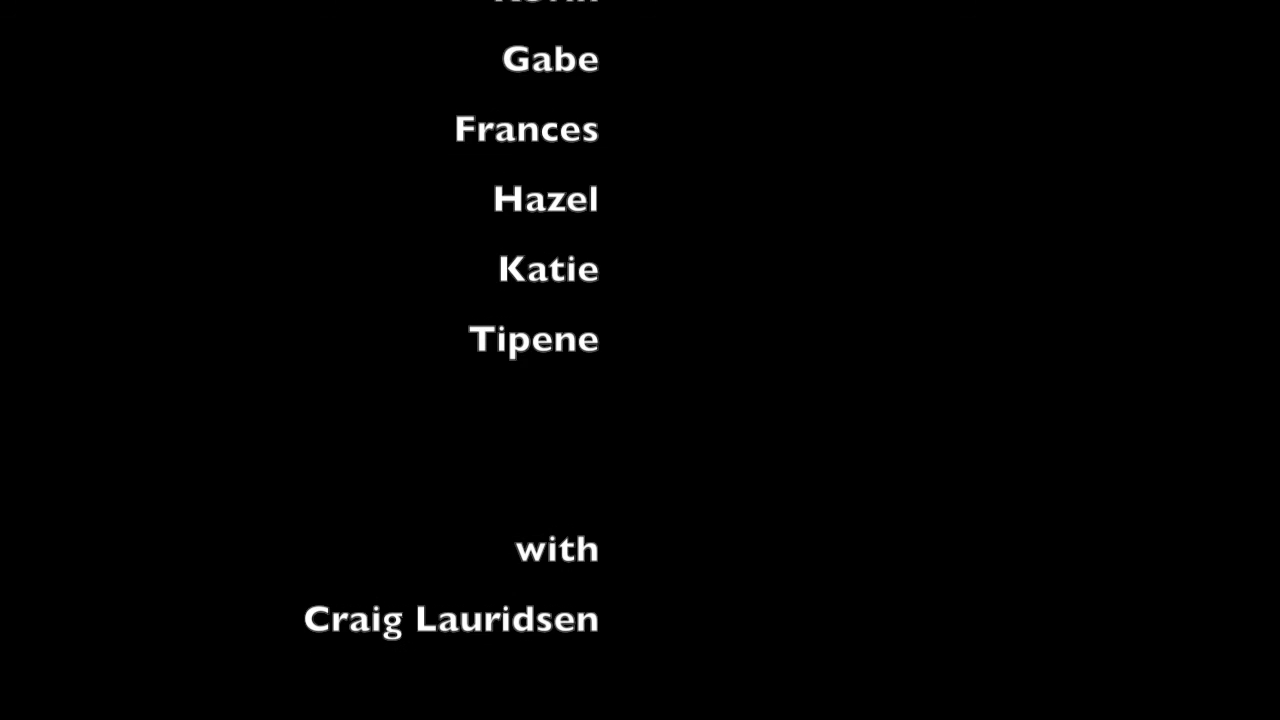 Gabe
Frances
Hazel
Katie
Tipene
with
Craig Lauridsen